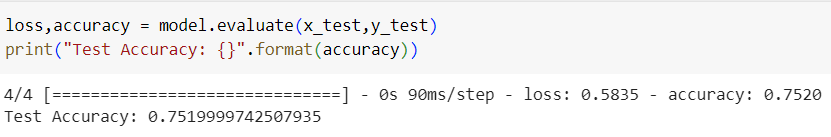 loss,accuracy = model.evaluate(x_test,y_test)
print("Test Accuracy: {}".format(accuracy))
4/4 [==============================] - 0s 90ms/step - loss: 0.5835 - accuracy: 0.7520
Test Accuracy: 0.7519999742507935